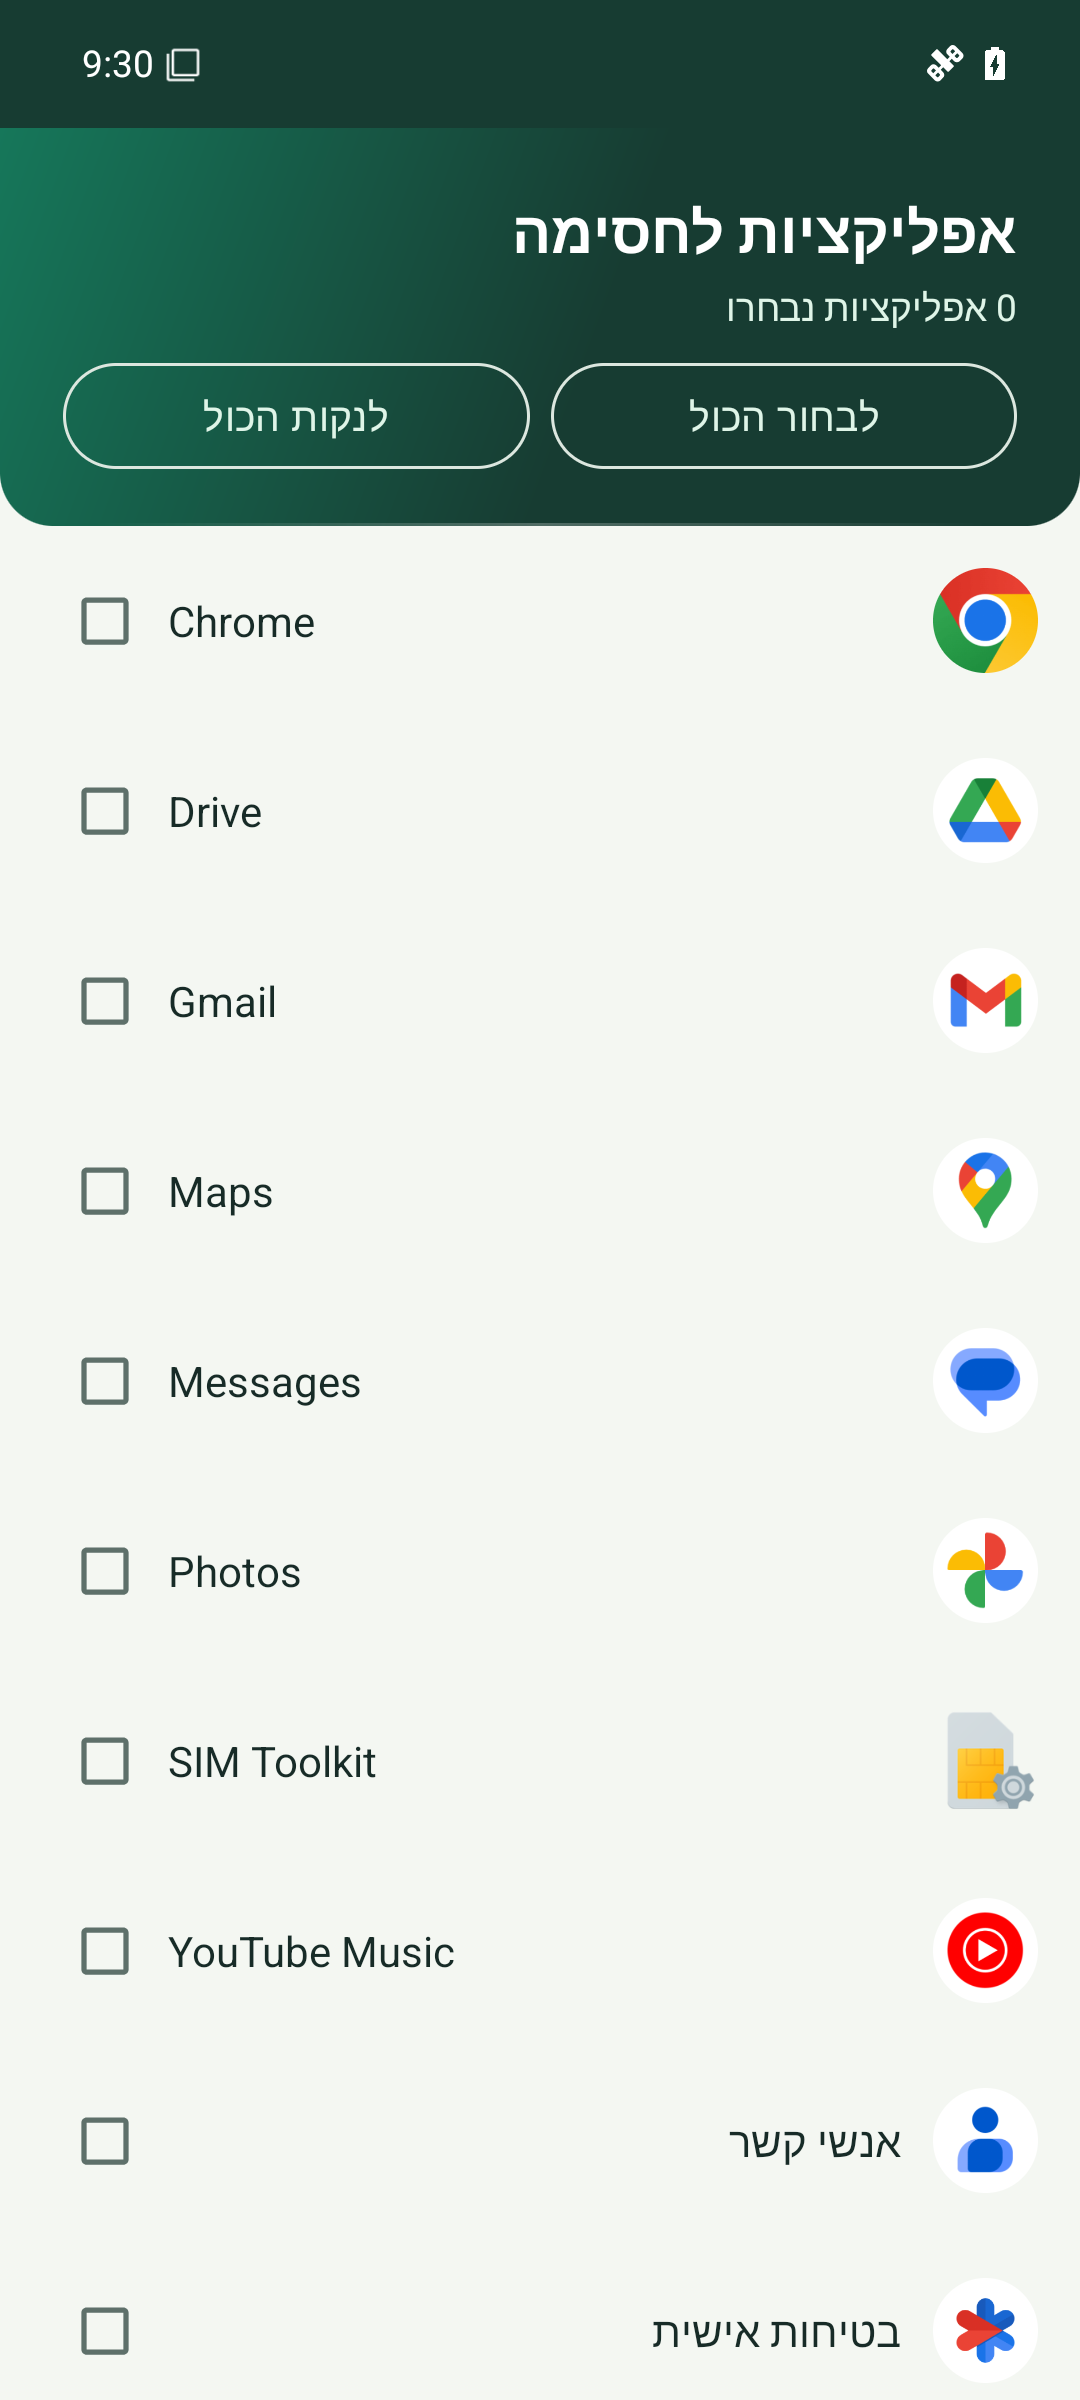 9:30
אפליקציות לחסימה
0 אפליקציות נבחרו
לבחור הכול
לנקות הכול
Chrome
Drive
Gmail
Maps
Messages
Photos
SIM Toolkit
YouTube Music
אנשי קשר
בטיחות אישית